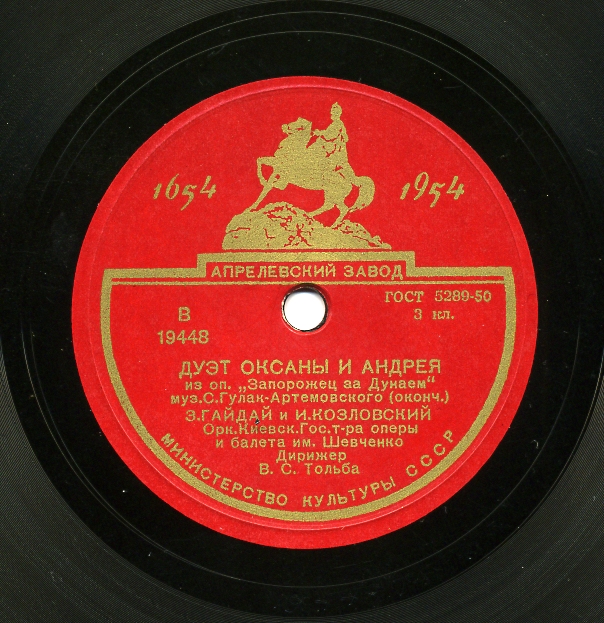 1654 1954
АПРЕЛЕВСКИЙ ЗАВОД
В
19448
ГОСТ 5289-50
3 кл.
ДУЭТ ОКСАНЫ И АНДРЕЯ
из оп. „Запорожец за Дунаем“
муз.С.Гулак-Артемовского (оконч.)
З.ГАЙДАЙ и И.КОЗЛОВСКИЙ
Орк.Киевск.Гос.т-ра оперы
и балета им. Шевченко
Дирижер
В. С. Тольба
МИНИСТЕРСТВО КУЛЬТУРЫ СССР